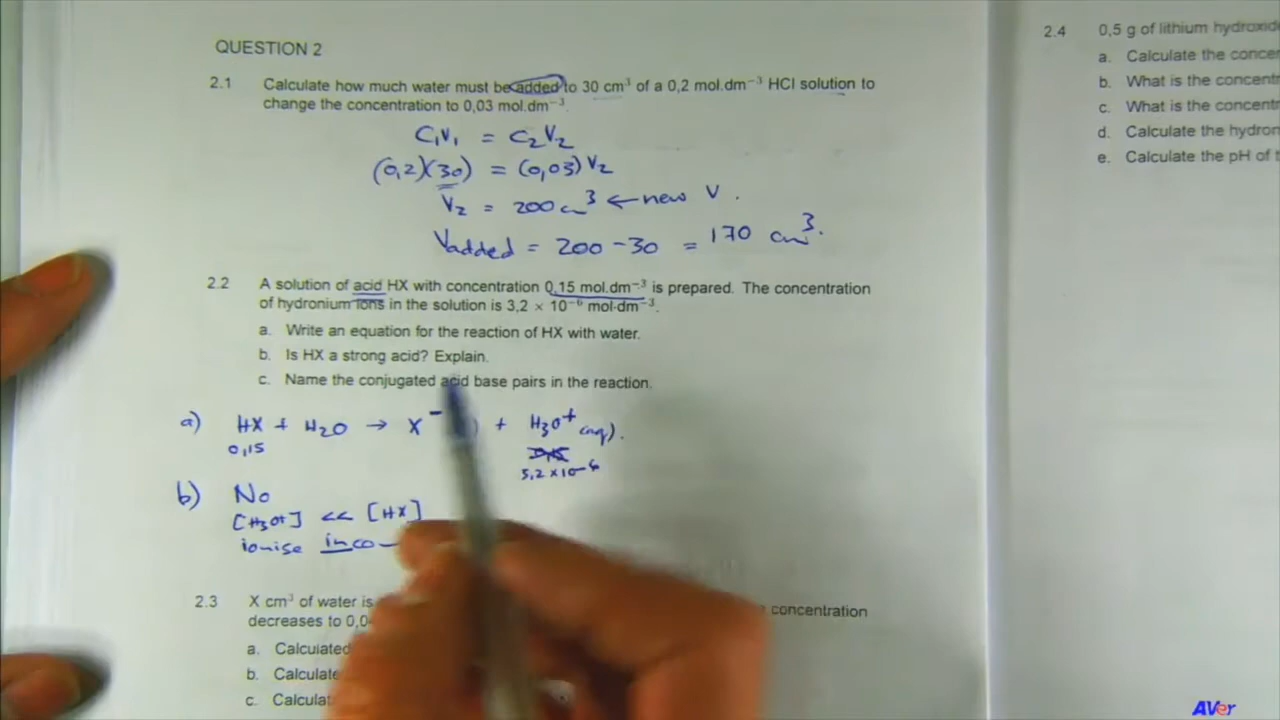 QUESTION 2
2.1 Calculate how much water must be added to 30 cm³ of a 0,2 mol.dm⁻³ HCl solution to
change the concentration to 0,03 mol.dm⁻³.
C₁V₁ = C₂V₂
(0,2)(30) = (0,03)V₂
V₂ = 200 cm³ ← new V.
Vadded = 200 - 30 = 170 cm³.
2.2 A solution of acid HX with concentration 0,15 mol.dm⁻³ is prepared. The concentration
of hydronium ions in the solution is 3,2 × 10⁻⁶ mol·dm⁻³.
a. Write an equation for the reaction of HX with water.
b. Is HX a strong acid? Explain.
c. Name the conjugated acid base pairs in the reaction.
a) HX + H₂O → X⁻ + H₃O⁺ (aq).
0,15
3,2 × 10⁻⁶
b) No
[H₃O⁺] << [HX]
ionise inco
2.3 X cm³ of water is concentration
decreases to 0,0
a. Calculated
b. Calculate
c. Calculat
2.4 0,5 g of lithium hydroxid
a. Calculate the concen
b. What is the concentr
c. What is the concentr
d. Calculate the hydron
e. Calculate the pH of t
AVer